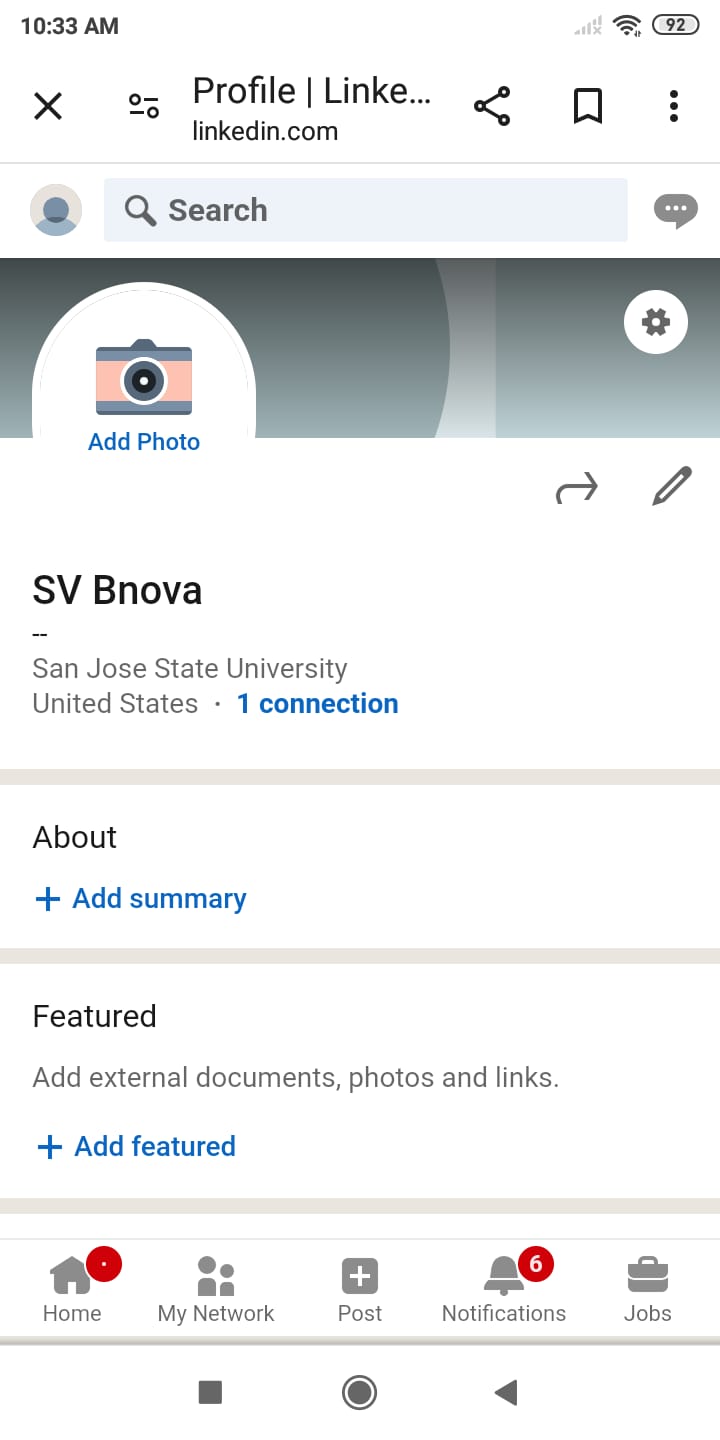 10:33 AM
92
Profile | Linke...
linkedin.com
Search
Add Photo
SV Bnova
--
San Jose State University
United States · 1 connection
About
+ Add summary
Featured
Add external documents, photos and links.
+ Add featured
6
Home My Network Post Notifications Jobs